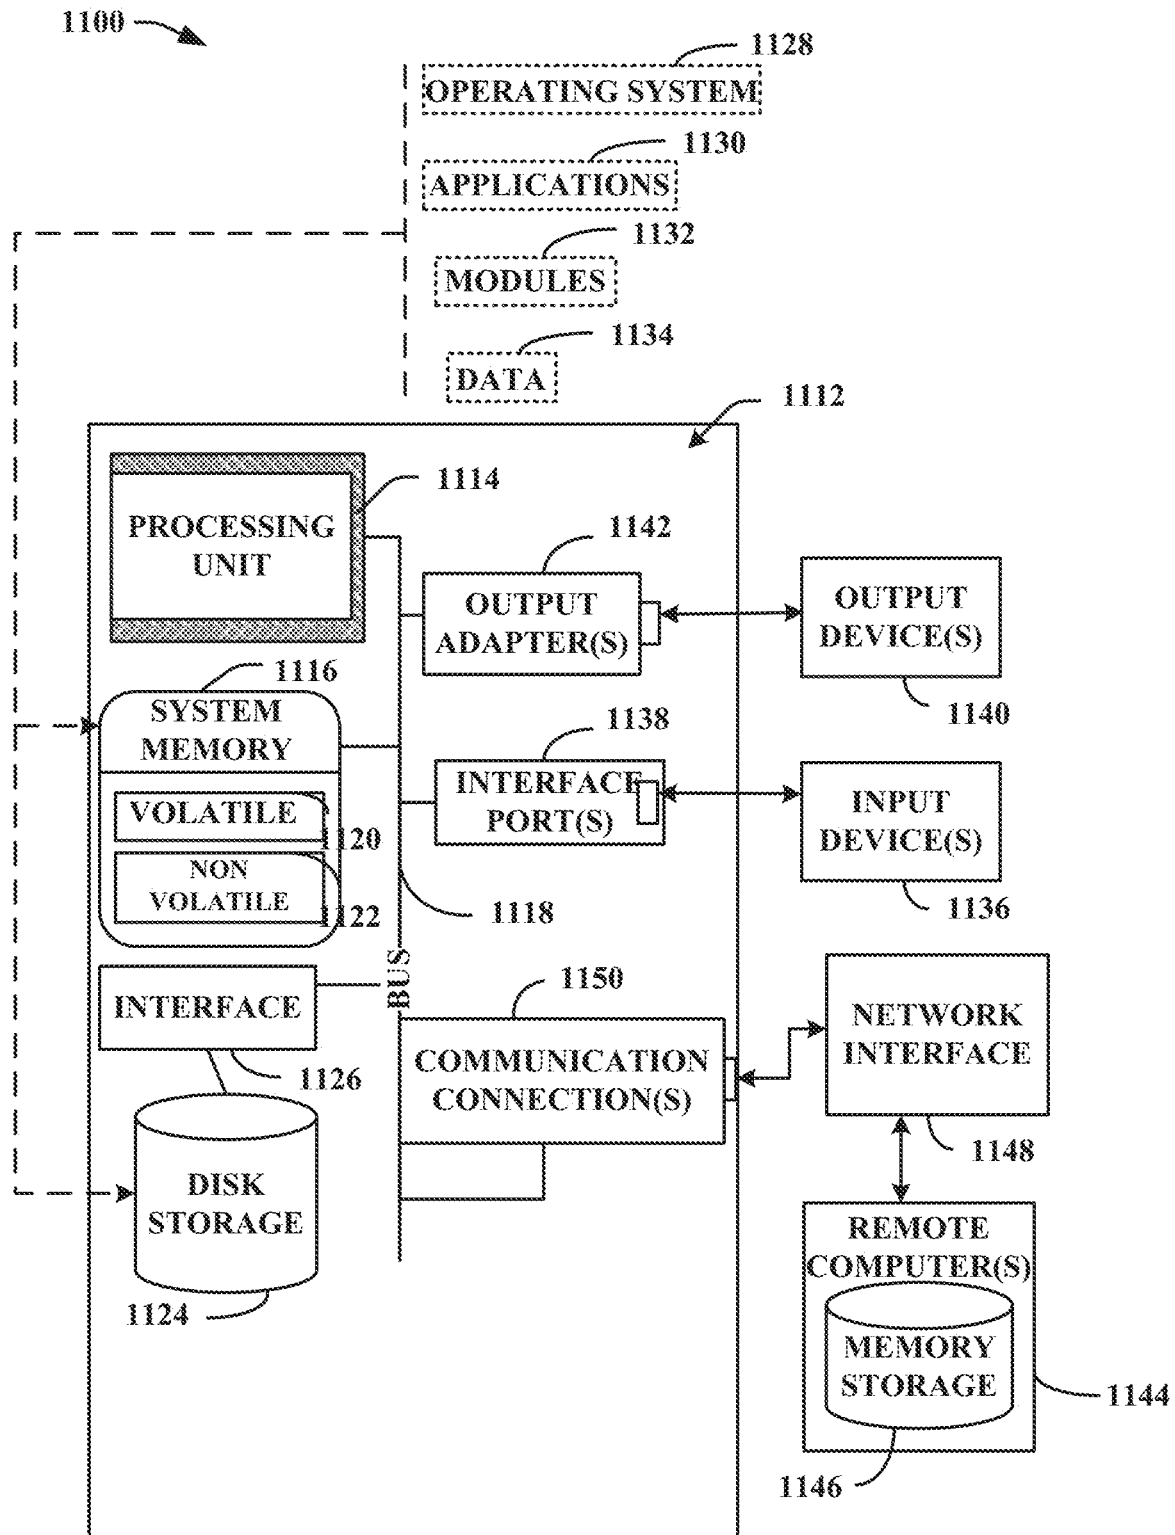 1100
1128
OPERATING SYSTEM
1130
APPLICATIONS
1132
MODULES
1134
DATA
1112
PROCESSING
UNIT
1114
1142
OUTPUT
ADAPTER(S)
OUTPUT
DEVICE(S)
1140
1116
SYSTEM
MEMORY
VOLATILE
1120
NON
VOLATILE
1122
1138
INTERFACE
PORT(S)
INPUT
DEVICE(S)
1136
1118
BUS
INTERFACE
1126
1150
COMMUNICATION
CONNECTION(S)
NETWORK
INTERFACE
1148
DISK
STORAGE
1124
REMOTE
COMPUTER(S)
MEMORY
STORAGE
1144
1146